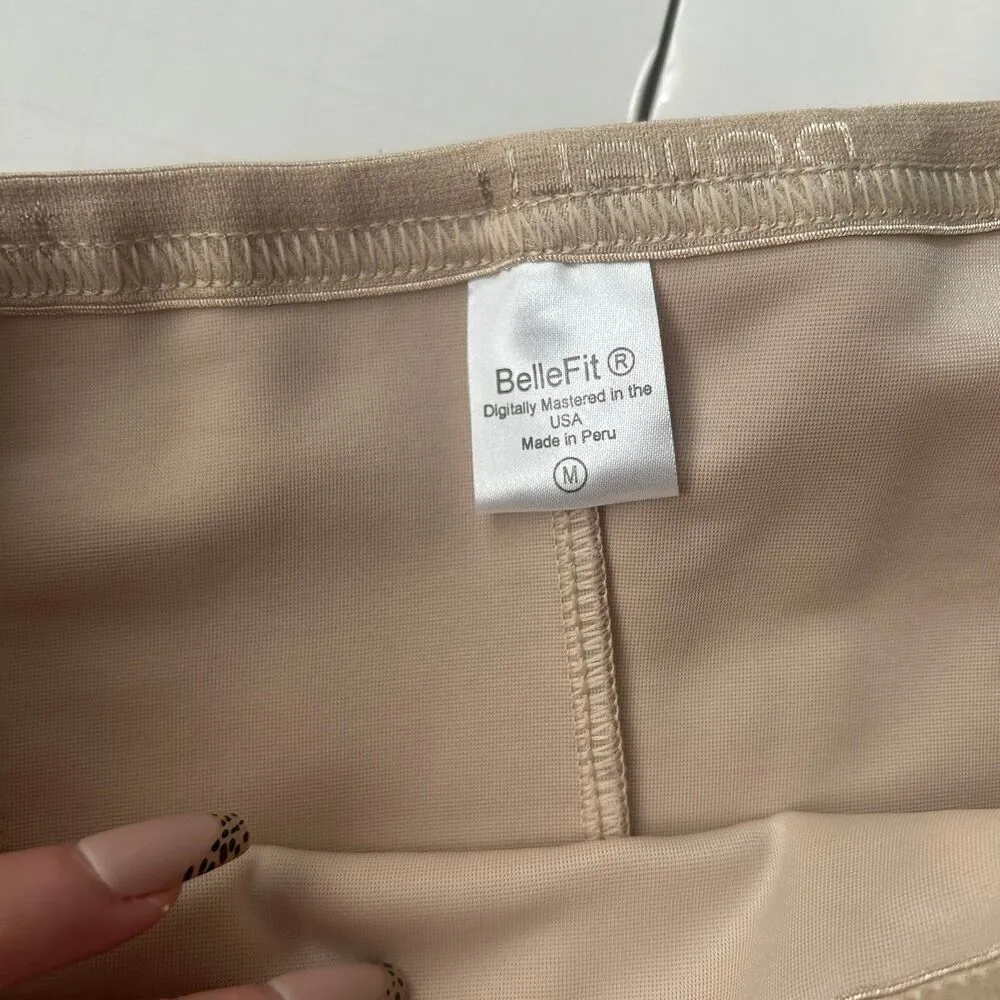 BelleFit ®
Digitally Mastered in the
USA
Made in Peru
M